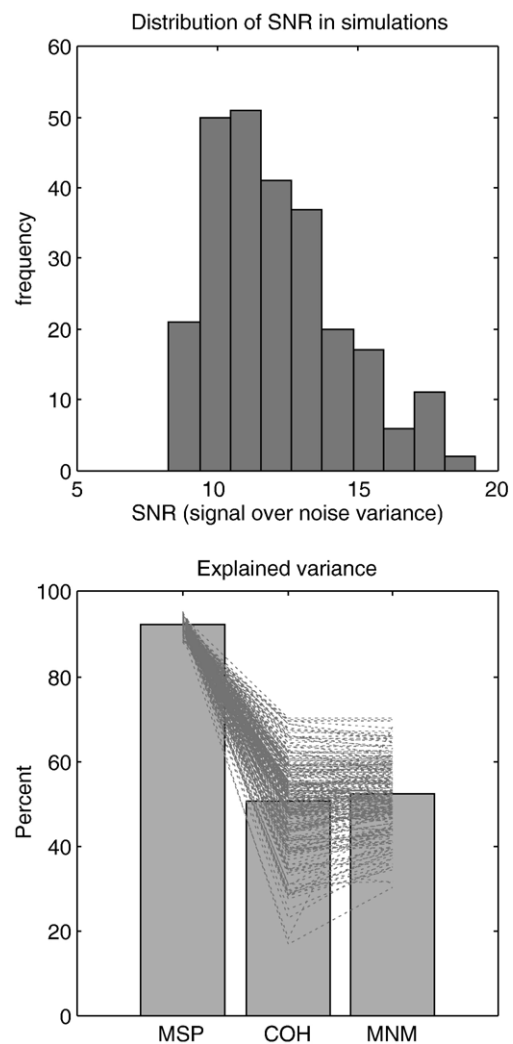 Distribution of SNR in simulations
60
50
40
30
20
10
0
frequency
5 10 15 20
SNR (signal over noise variance)
Explained variance
100
80
60
40
20
0
Percent
MSP COH MNM